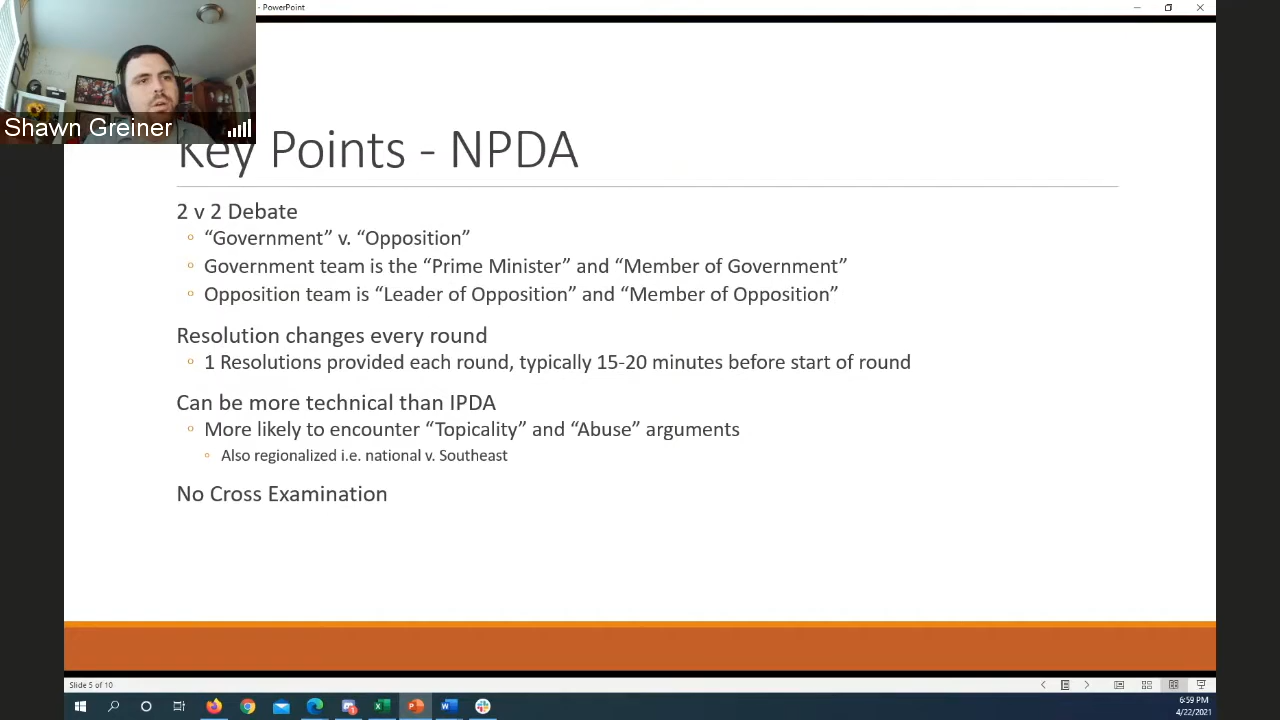 - PowerPoint
Shawn Greiner
Key Points - NPDA
2 v 2 Debate
“Government” v. “Opposition”
Government team is the “Prime Minister” and “Member of Government”
Opposition team is “Leader of Opposition” and “Member of Opposition”
Resolution changes every round
1 Resolutions provided each round, typically 15-20 minutes before start of round
Can be more technical than IPDA
More likely to encounter “Topicality” and “Abuse” arguments
Also regionalized i.e. national v. Southeast
No Cross Examination
Slide 5 of 10
6:59 PM
4/22/2021